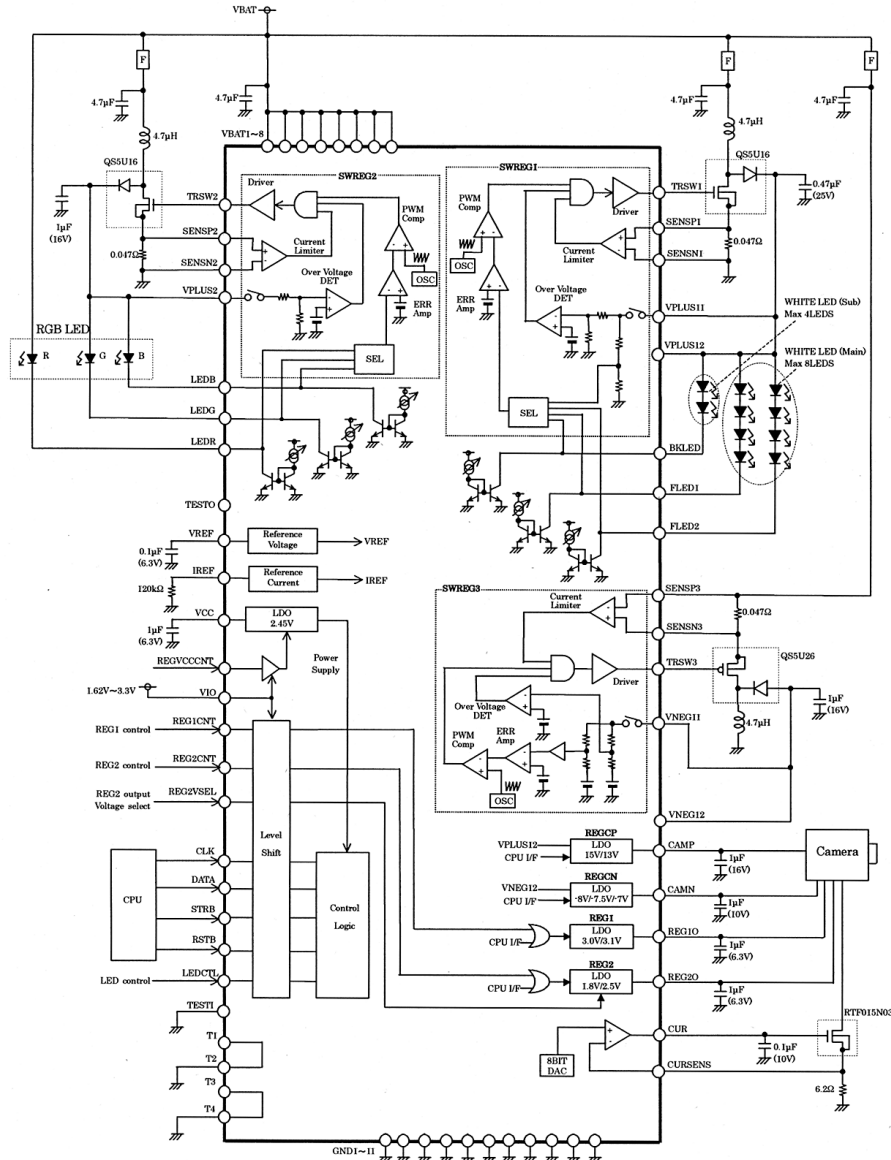 VBAT
F
F
F
4.7μF
4.7μF
4.7μF
4.7μF
4.7μH
4.7μH
VBAT1~8
QS5U16
QS5U16
SWREG2
SWREG1
Driver
TRSW2
PWM
Comp
1μF
(16V)
SENSP2
Current
Limiter
OSC
0.047Ω
SENSN2
Over Voltage
DET
ERR
Amp
VPLUS2
RGB LED
R
G
B
SEL
LEDB
LEDG
LEDR
TRSW1
Driver
0.47μF
(25V)
PWM
Comp
SENSP1
Current
Limiter
0.047Ω
SENSN1
OSC
Over Voltage
DET
ERR
Amp
VPLUS11
WHITE LED (Sub)
Max 4LEDS
VPLUS12
WHITE LED (Main)
Max 8LEDS
SEL
BKLED
FLED1
FLED2
TESTO
VREF
Reference
Voltage
VREF
0.1μF
(6.3V)
IREF
Reference
Current
IREF
120kΩ
VCC
LDO
2.45V
1μF
(6.3V)
REGVCCCNT
Power
Supply
1.62V~3.3V
VIO
SWREG3
Current
Limiter
SENSP3
0.047Ω
SENSN3
QS5U26
TRSW3
Driver
Over Voltage
DET
1μF
(16V)
4.7μH
VNEG11
PWM
Comp
ERR
Amp
OSC
VNEG12
REG1 control
REG1CNT
REG2 control
REG2CNT
REG2 output
Voltage select
REG2VSEL
Level
Shift
CPU
CLK
DATA
STRB
RSTB
Control
Logic
LED control
LEDCTL
TESTI
T1
T2
T3
T4
REGCP
VPLUS12
CPU I/F
LDO
15V/13V
CAMP
1μF
(16V)
Camera
REGCN
VNEG12
CPU I/F
LDO
-8V/-7.5V/-7V
CAMN
1μF
(10V)
REG1
CPU I/F
LDO
3.0V/3.1V
REG1O
1μF
(6.3V)
REG2
CPU I/F
LDO
1.8V/2.5V
REG2O
1μF
(6.3V)
RTF015N03
CUR
0.1μF
(10V)
8BIT
DAC
CURSENS
6.2Ω
GND1~11